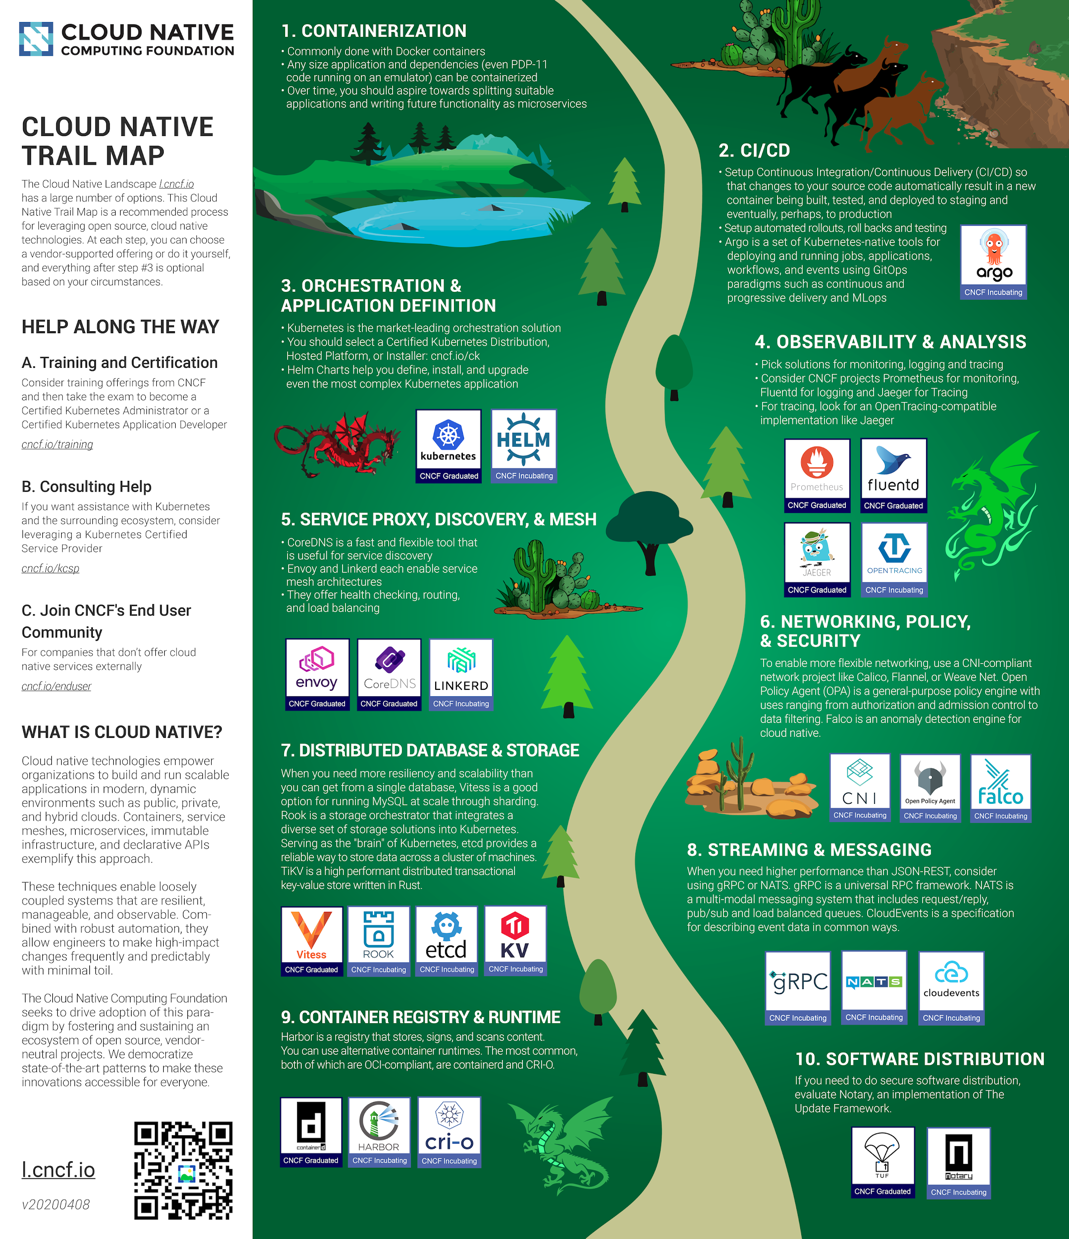 CLOUD NATIVE
COMPUTING FOUNDATION
CLOUD NATIVE
TRAIL MAP
The Cloud Native Landscape l.cncf.io
has a large number of options. This Cloud
Native Trail Map is a recommended process
for leveraging open source, cloud native
technologies. At each step, you can choose
a vendor-supported offering or do it yourself,
and everything after step #3 is optional
based on your circumstances.
HELP ALONG THE WAY
A. Training and Certification
Consider training offerings from CNCF
and then take the exam to become a
Certified Kubernetes Administrator or a
Certified Kubernetes Application Developer
cncf.io/training
B. Consulting Help
If you want assistance with Kubernetes
and the surrounding ecosystem, consider
leveraging a Kubernetes Certified
Service Provider
cncf.io/kcsp
C. Join CNCF's End User
Community
For companies that don't offer cloud
native services externally
cncf.io/enduser
WHAT IS CLOUD NATIVE?
Cloud native technologies empower
organizations to build and run scalable
applications in modern, dynamic
environments such as public, private,
and hybrid clouds. Containers, service
meshes, microservices, immutable
infrastructure, and declarative APIs
exemplify this approach.
These techniques enable loosely
coupled systems that are resilient,
manageable, and observable. Com-
bined with robust automation, they
allow engineers to make high-impact
changes frequently and predictably
with minimal toil.
The Cloud Native Computing Foundation
seeks to drive adoption of this para-
digm by fostering and sustaining an
ecosystem of open source, vendor-
neutral projects. We democratize
state-of-the-art patterns to make these
innovations accessible for everyone.
l.cncf.io
v20200408
1. CONTAINERIZATION
• Commonly done with Docker containers
• Any size application and dependencies (even PDP-11
code running on an emulator) can be containerized
• Over time, you should aspire towards splitting suitable
applications and writing future functionality as microservices
2. CI/CD
• Setup Continuous Integration/Continuous Delivery (CI/CD) so
that changes to your source code automatically result in a new
container being built, tested, and deployed to staging and
eventually, perhaps, to production
• Setup automated rollouts, roll backs and testing
• Argo is a set of Kubernetes-native tools for
deploying and running jobs, applications,
workflows, and events using GitOps
paradigms such as continuous and
progressive delivery and MLops
argo
CNCF Incubating
3. ORCHESTRATION &
APPLICATION DEFINITION
• Kubernetes is the market-leading orchestration solution
• You should select a Certified Kubernetes Distribution,
Hosted Platform, or Installer: cncf.io/ck
• Helm Charts help you define, install, and upgrade
even the most complex Kubernetes application
kubernetes
CNCF Graduated
HELM
CNCF Incubating
4. OBSERVABILITY & ANALYSIS
• Pick solutions for monitoring, logging and tracing
• Consider CNCF projects Prometheus for monitoring,
Fluentd for logging and Jaeger for Tracing
• For tracing, look for an OpenTracing-compatible
implementation like Jaeger
Prometheus
CNCF Graduated
fluentd
CNCF Graduated
JAEGER
CNCF Graduated
OPENTRACING
CNCF Incubating
5. SERVICE PROXY, DISCOVERY, & MESH
• CoreDNS is a fast and flexible tool that
is useful for service discovery
• Envoy and Linkerd each enable service
mesh architectures
• They offer health checking, routing,
and load balancing
envoy
CNCF Graduated
CoreDNS
CNCF Graduated
LINKERD
CNCF Incubating
6. NETWORKING, POLICY,
& SECURITY
To enable more flexible networking, use a CNI-compliant
network project like Calico, Flannel, or Weave Net. Open
Policy Agent (OPA) is a general-purpose policy engine with
uses ranging from authorization and admission control to
data filtering. Falco is an anomaly detection engine for
cloud native.
CNI
CNCF Incubating
Open Policy Agent
CNCF Incubating
falco
CNCF Incubating
7. DISTRIBUTED DATABASE & STORAGE
When you need more resiliency and scalability than
you can get from a single database, Vitess is a good
option for running MySQL at scale through sharding.
Rook is a storage orchestrator that integrates a
diverse set of storage solutions into Kubernetes.
Serving as the "brain" of Kubernetes, etcd provides a
reliable way to store data across a cluster of machines.
TiKV is a high performant distributed transactional
key-value store written in Rust.
Vitess
CNCF Graduated
ROOK
CNCF Incubating
etcd
CNCF Incubating
TI
KV
CNCF Incubating
8. STREAMING & MESSAGING
When you need higher performance than JSON-REST, consider
using gRPC or NATS. gRPC is a universal RPC framework. NATS is
a multi-modal messaging system that includes request/reply,
pub/sub and load balanced queues. CloudEvents is a specification
for describing event data in common ways.
gRPC
CNCF Incubating
NATS
CNCF Incubating
cloudevents
CNCF Incubating
9. CONTAINER REGISTRY & RUNTIME
Harbor is a registry that stores, signs, and scans content.
You can use alternative container runtimes. The most common,
both of which are OCI-compliant, are containerd and CRI-O.
containerd
CNCF Graduated
HARBOR
CNCF Incubating
cri-o
CNCF Incubating
10. SOFTWARE DISTRIBUTION
If you need to do secure software distribution,
evaluate Notary, an implementation of The
Update Framework.
TUF
CNCF Graduated
notary
CNCF Incubating